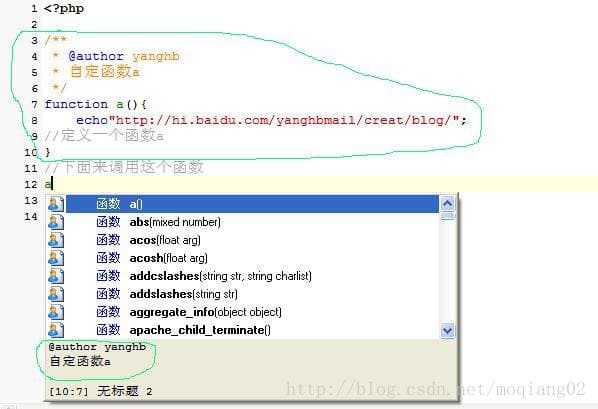 1 <?php
2
3 /**
4 * @author yanghb
5 * 自定函数a
6 */
7 function a(){
8 echo"http://hi.baidu.com/yanghbmail/creat/blog/";
9 //定义一个函数a
10 }
11 //下面来调用这个函数
12 a
13 函数 a()
14 函数 abs(mixed number)
函数 acos(float arg)
函数 acosh(float arg)
函数 addcslashes(string str, string charlist)
函数 addslashes(string str)
函数 aggregate_info(object object)
函数 apache_child_terminate()
@author yanghb
自定函数a
[10:7] 无标题 2
http://blog.csdn.net/moqiang02